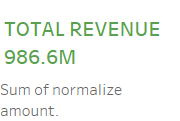 TOTAL REVENUE
986.6M
Sum of normalize
amount.